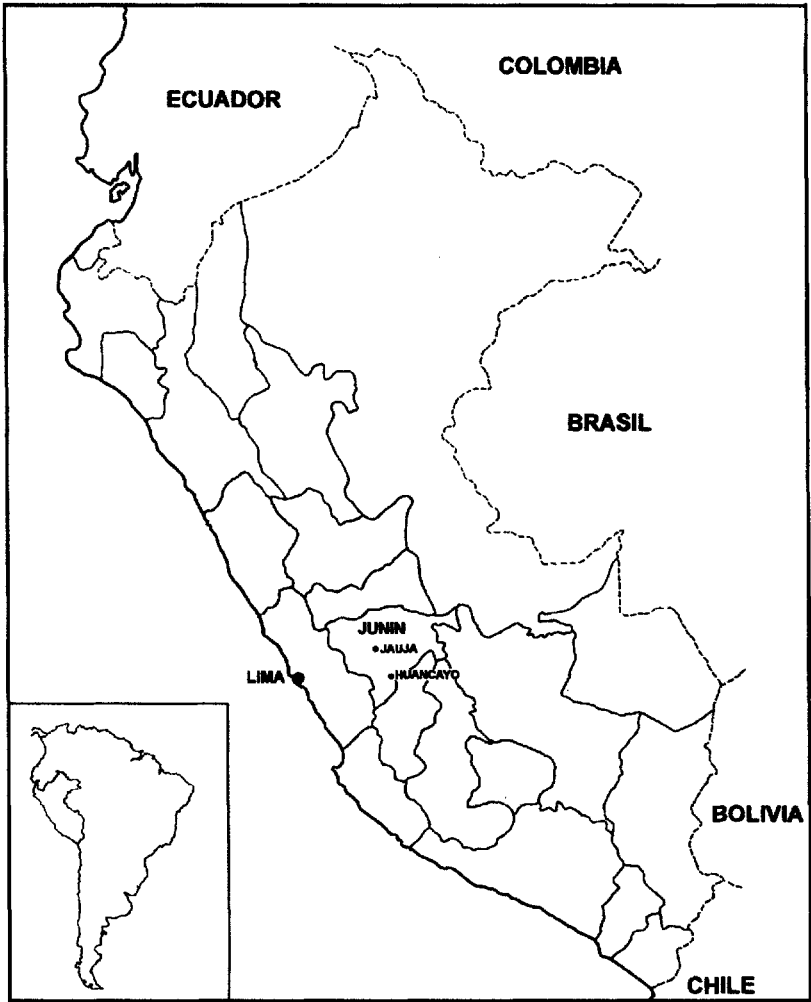 COLOMBIA
ECUADOR
BRASIL
JUNIN
JAUJA
LIMA
HUANCAYO
BOLIVIA
CHILE